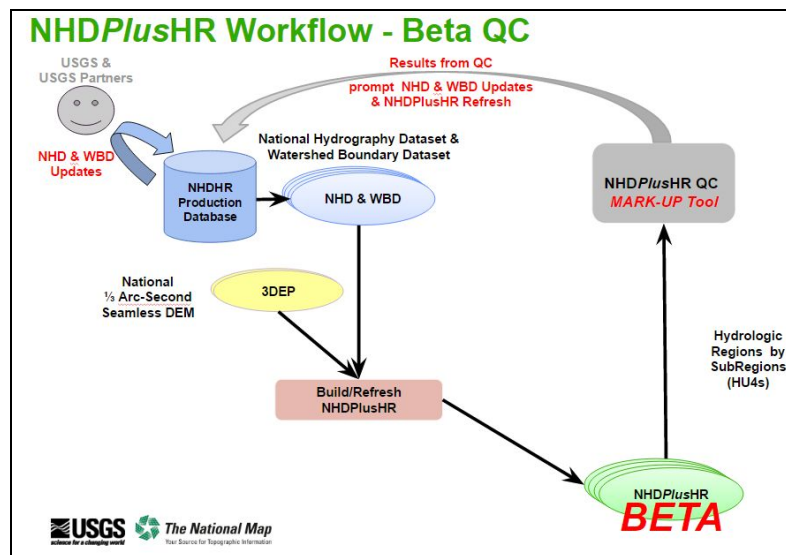 NHDPlusHR Workflow - Beta QC
USGS &
USGS Partners
NHD & WBD
Updates
Results from QC
prompt NHD & WBD Updates
& NHDPlusHR Refresh
National Hydrography Dataset &
Watershed Boundary Dataset
NHDHR
Production
Database
NHD & WBD
NHDPlusHR QC
MARK-UP Tool
National
⅓ Arc-Second
Seamless DEM
3DEP
Hydrologic
Regions by
SubRegions
(HU4s)
Build/Refresh
NHDPlusHR
NHDPlusHR
BETA
USGS
science for a changing world
The National Map
Your Source for Topographic Information